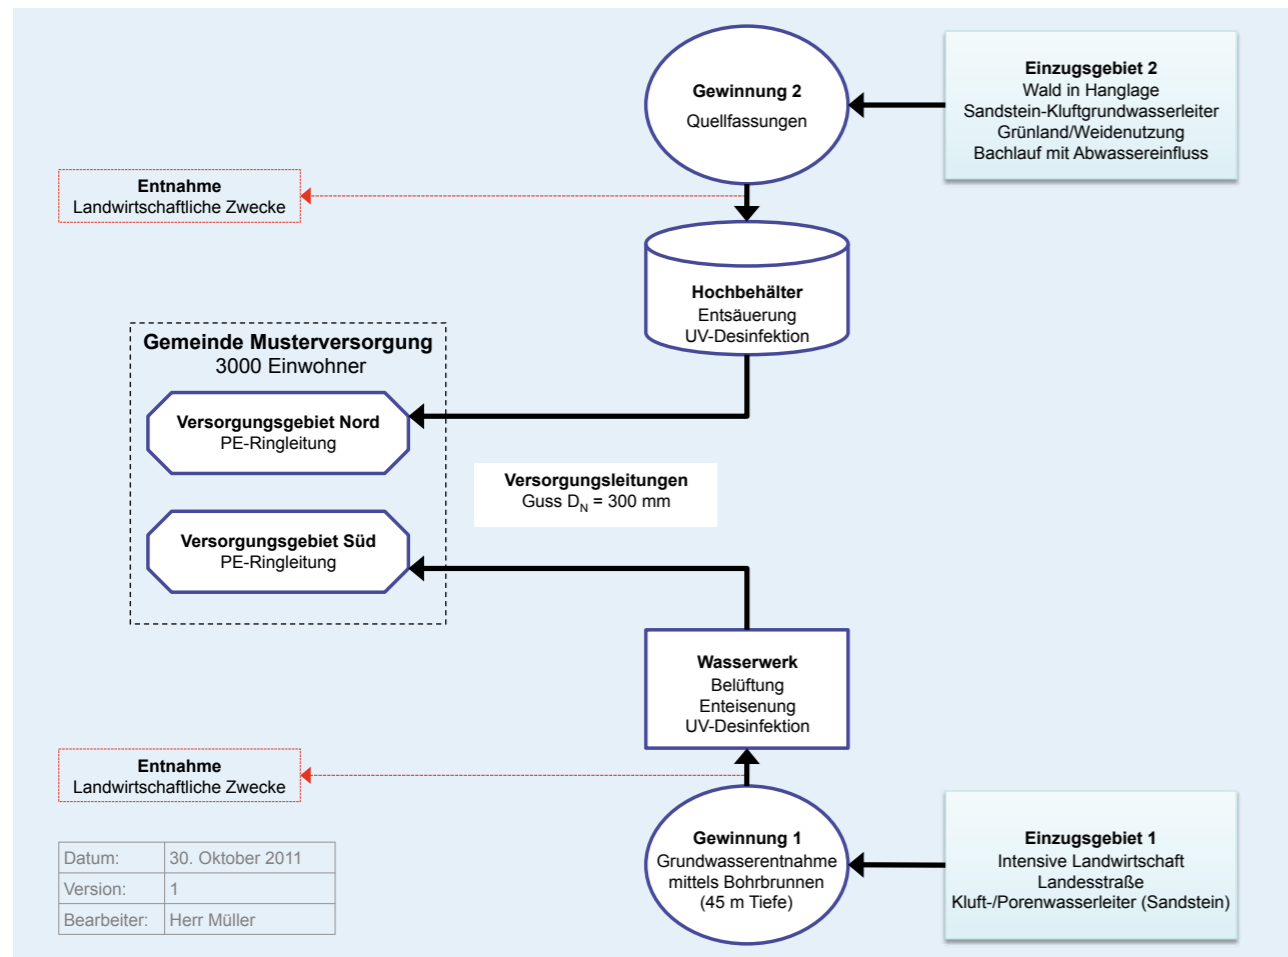 Gewinnung 2
Quellfassungen
Einzugsgebiet 2
Wald in Hanglage
Sandstein-Kluftgrundwasserleiter
Grünland/Weidenutzung
Bachlauf mit Abwassereinfluss
Entnahme
Landwirtschaftliche Zwecke
Hochbehälter
Entsäuerung
UV-Desinfektion
Gemeinde Musterversorgung
3000 Einwohner
Versorgungsgebiet Nord
PE-Ringleitung
Versorgungsleitungen
Guss DN = 300 mm
Versorgungsgebiet Süd
PE-Ringleitung
Wasserwerk
Belüftung
Enteisenung
UV-Desinfektion
Entnahme
Landwirtschaftliche Zwecke
Gewinnung 1
Grundwasserentnahme
mittels Bohrbrunnen
(45 m Tiefe)
Einzugsgebiet 1
Intensive Landwirtschaft
Landesstraße
Kluft-/Porenwasserleiter (Sandstein)
Datum: 30. Oktober 2011
Version: 1
Bearbeiter: Herr Müller